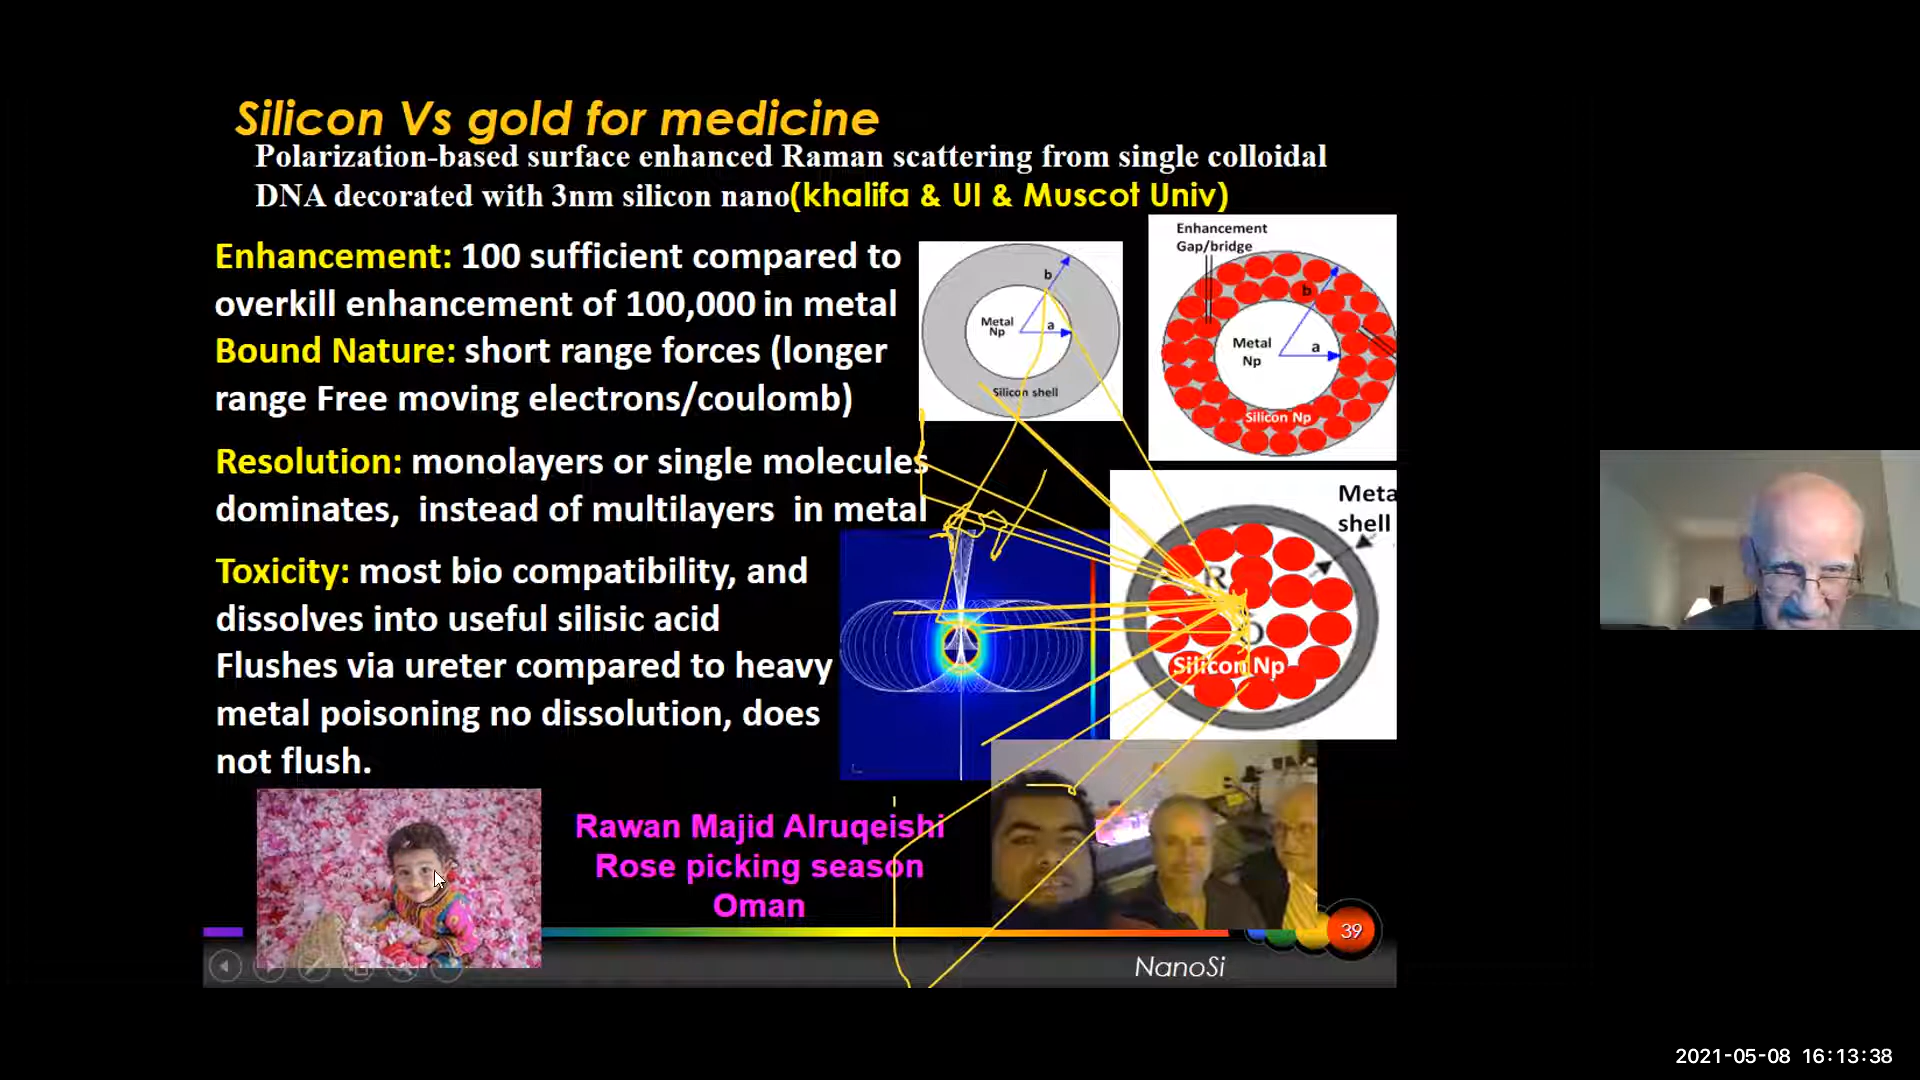 Silicon Vs gold for medicine
Polarization-based surface enhanced Raman scattering from single colloidal
DNA decorated with 3nm silicon nano(khalifa & UI & Muscot Univ)
Enhancement: 100 sufficient compared to
overkill enhancement of 100,000 in metal
Bound Nature: short range forces (longer
range Free moving electrons/coulomb)
Resolution: monolayers or single molecules
dominates, instead of multilayers in metal
Toxicity: most bio compatibility, and
dissolves into useful silisic acid
Flushes via ureter compared to heavy
metal poisoning no dissolution, does
not flush.
b
Metal
Np
a
Silicon shell
Enhancement
Gap/bridge
b
Metal
Np
a
Silicon Np
Meta
shell
R
Silicon Np
Rawan Majid Alruqeishi
Rose picking season
Oman
39
NanoSi
2021-05-08 16:13:38